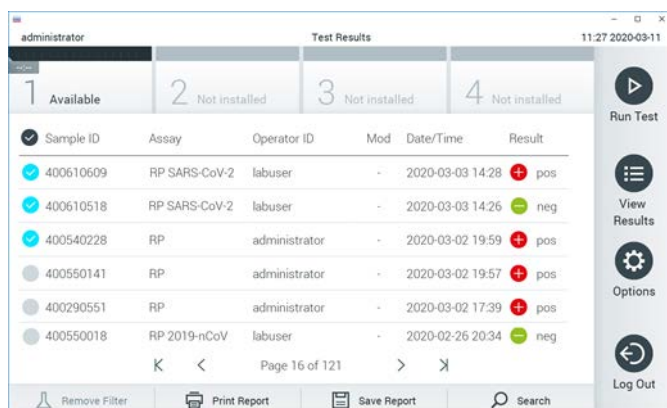 administrator Test Results 11:27 2020-03-11
--:--
1 Available 2 Not installed 3 Not installed 4 Not installed
Run Test
Sample ID Assay Operator ID Mod Date/Time Result
400610609 RP SARS-CoV-2 labuser - 2020-03-03 14:28 pos
400610518 RP SARS-CoV-2 labuser - 2020-03-03 14:26 neg
View
Results
400540228 RP administrator - 2020-03-02 19:59 pos
400550141 RP administrator - 2020-03-02 19:57 pos
Options
400290551 RP administrator - 2020-03-02 17:39 pos
400550018 RP 2019-nCoV labuser 2020-02-26 20:34 neg
Page 16 of 121
Log Out
Remove Filter Print Report Save Report Search